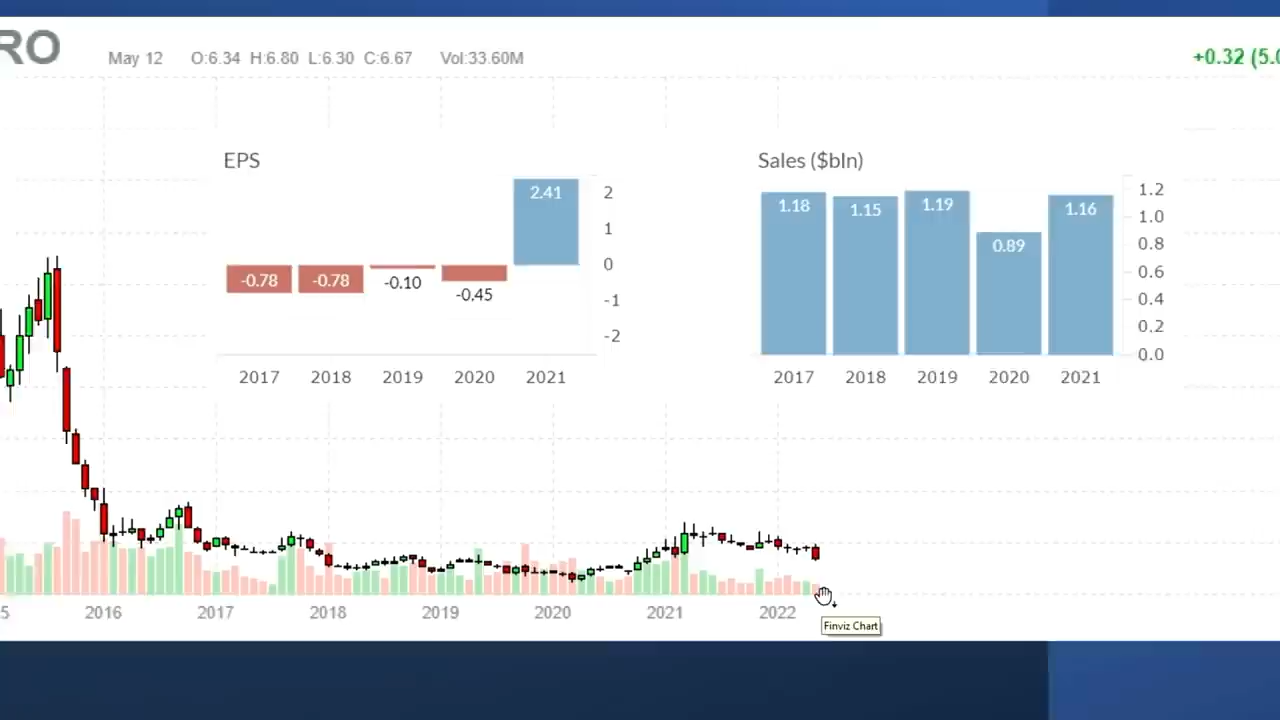 RO
May 12 O:6.34 H:6.80 L:6.30 C:6.67 Vol:33.60M
+0.32 (5.0
EPS
2.41
-0.78 -0.78 -0.10 -0.45
2
1
0
-1
-2
2017 2018 2019 2020 2021
Sales ($bln)
1.18 1.15 1.19 0.89 1.16
1.2
1.0
0.8
0.6
0.4
0.2
0.0
2017 2018 2019 2020 2021
5 2016 2017 2018 2019 2020 2021 2022
Finviz Chart